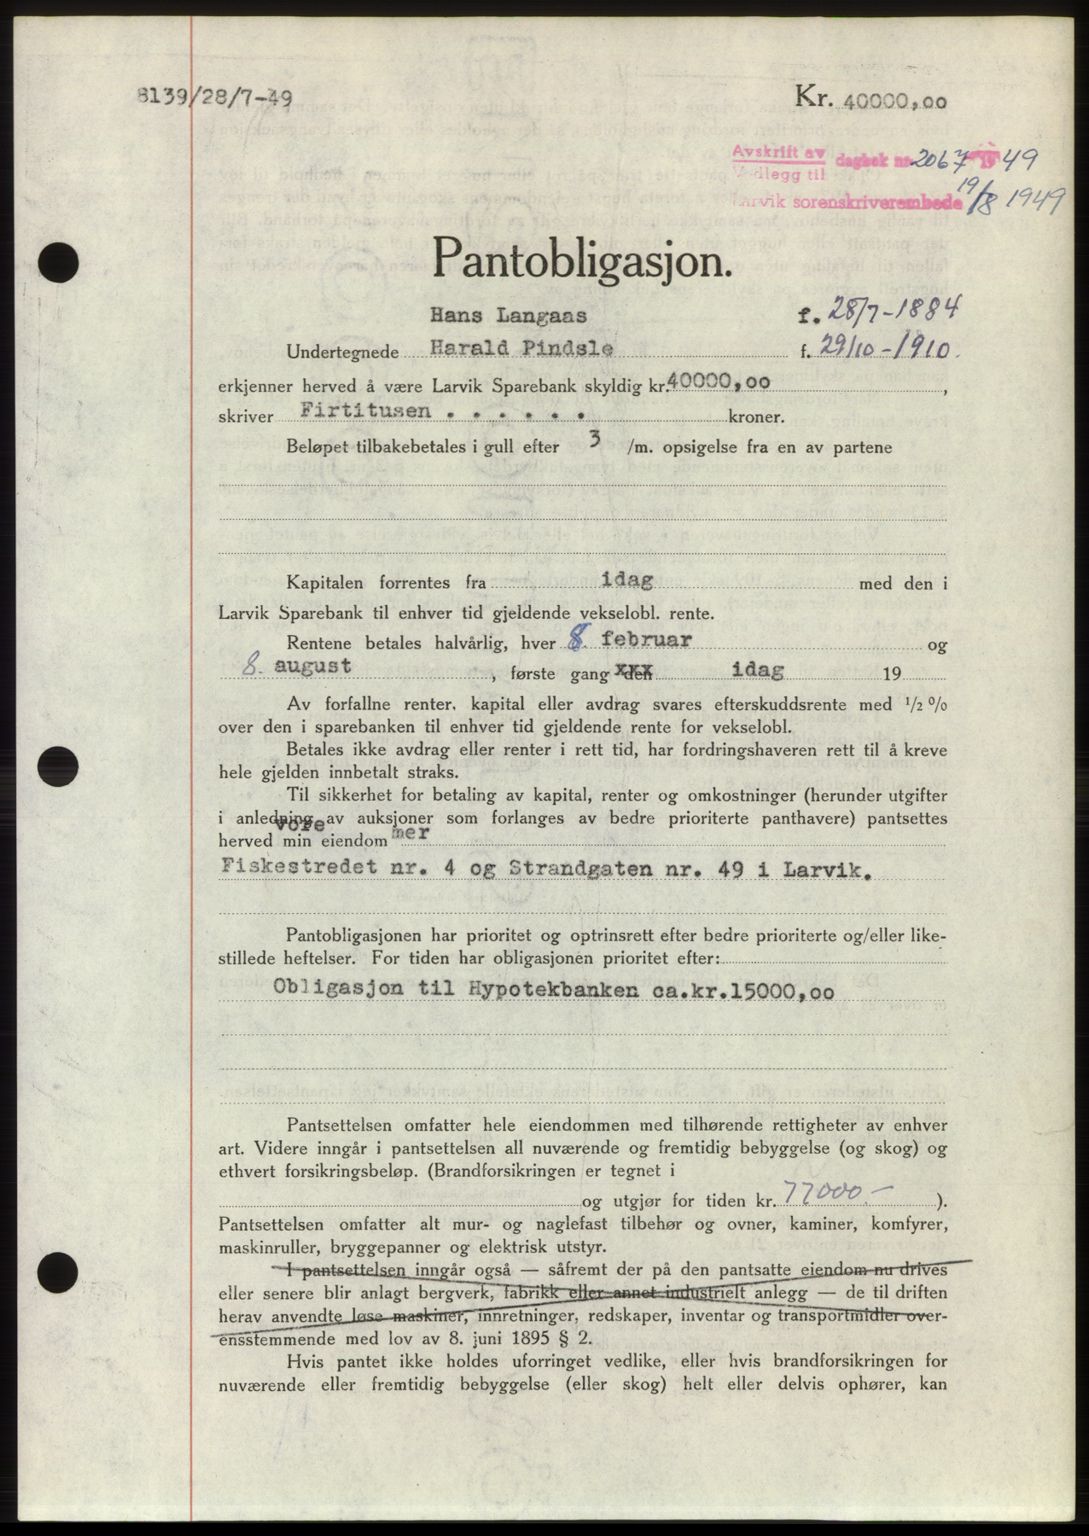 8139/28/7-49
Kr. 40000,00
Avskrift av dagbok nr. 2067 1949
Vedlegg til
Larvik sorenskriverembede 19/8 1949
Pantobligasjon.
Hans Langaas f. 28/7-1884
Undertegnede Harald Pindsle f. 29/10-1910.
erkjenner herved å være Larvik Sparebank skyldig kr. 40000,00 ,
skriver Firtitusen . . . . . . kroner.
Beløpet tilbakebetales i gull efter 3 /m. opsigelse fra en av partene
Kapitalen forrentes fra idag med den i
Larvik Sparebank til enhver tid gjeldende vekselobl. rente.
Rentene betales halvårlig, hver 8. februar og
8. august , første gang den xxx idag 19
Av forfallne renter, kapital eller avdrag svares efterskuddsrente med 1/2 %
over den i sparebanken til enhver tid gjeldende rente for vekselobl.
Betales ikke avdrag eller renter i rett tid, har fordringshaveren rett til å kreve
hele gjelden innbetalt straks.
Til sikkerhet for betaling av kapital, renter og omkostninger (herunder utgifter
i anledning av auksjoner som forlanges av bedre prioriterte panthavere) pantsettes
vore
herved min eiendom mer
Fiskestredet nr. 4 og Strandgaten nr. 49 i Larvik.
Pantobligasjonen har prioritet og optrinsrett efter bedre prioriterte og/eller like-
stillede heftelser. For tiden har obligasjonen prioritet efter:
Obligasjon til Hypotekbanken ca.kr.15000,00
Pantsettelsen omfatter hele eiendommen med tilhørende rettigheter av enhver
art. Videre inngår i pantsettelsen all nuværende og fremtidig bebyggelse (og skog) og
ethvert forsikringsbeløp. (Brandforsikringen er tegnet i
og utgjør for tiden kr. 77000.- ).
Pantsettelsen omfatter alt mur- og naglefast tilbehør og ovner, kaminer, komfyrer,
maskinruller, bryggepanner og elektrisk utstyr.
I pantsettelsen inngår også — såfremt der på den pantsatte eiendom nu drives
eller senere blir anlagt bergverk, fabrikk eller annet industrielt anlegg — de til driften
herav anvendte løse maskiner, innretninger, redskaper, inventar og transportmidler over-
ensstemmende med lov av 8. juni 1895 § 2.
Hvis pantet ikke holdes uforringet vedlike, eller hvis brandforsikringen for
nuværende eller fremtidig bebyggelse (eller skog) helt eller delvis ophører, kan